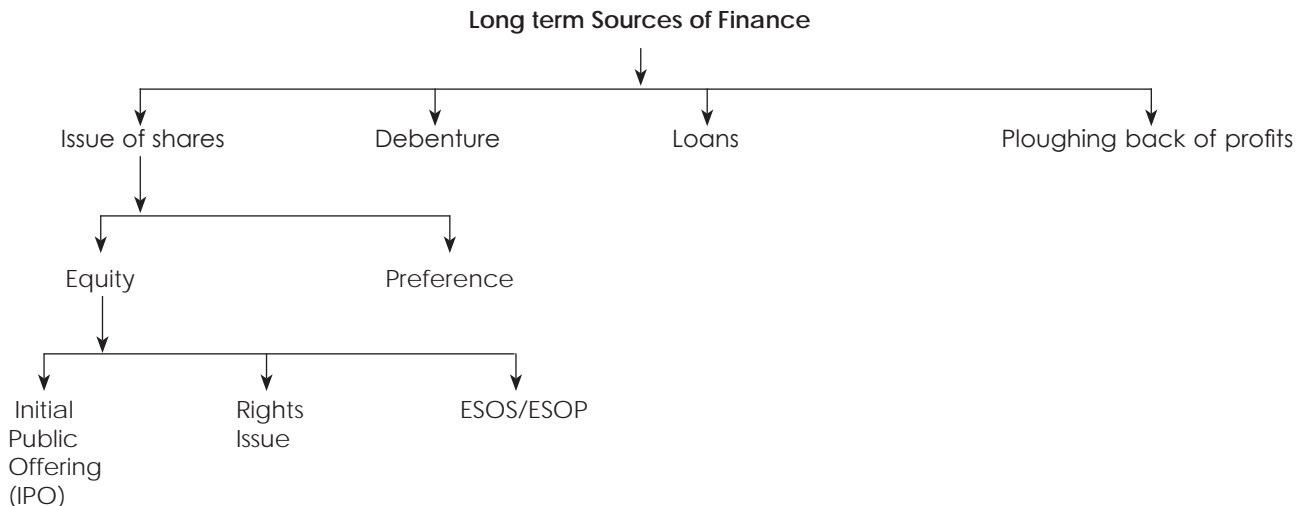 Long term Sources of Finance
Issue of shares Debenture Loans Ploughing back of profits
Equity Preference
Initial Rights ESOS/ESOP
Public Issue
Offering
(IPO)